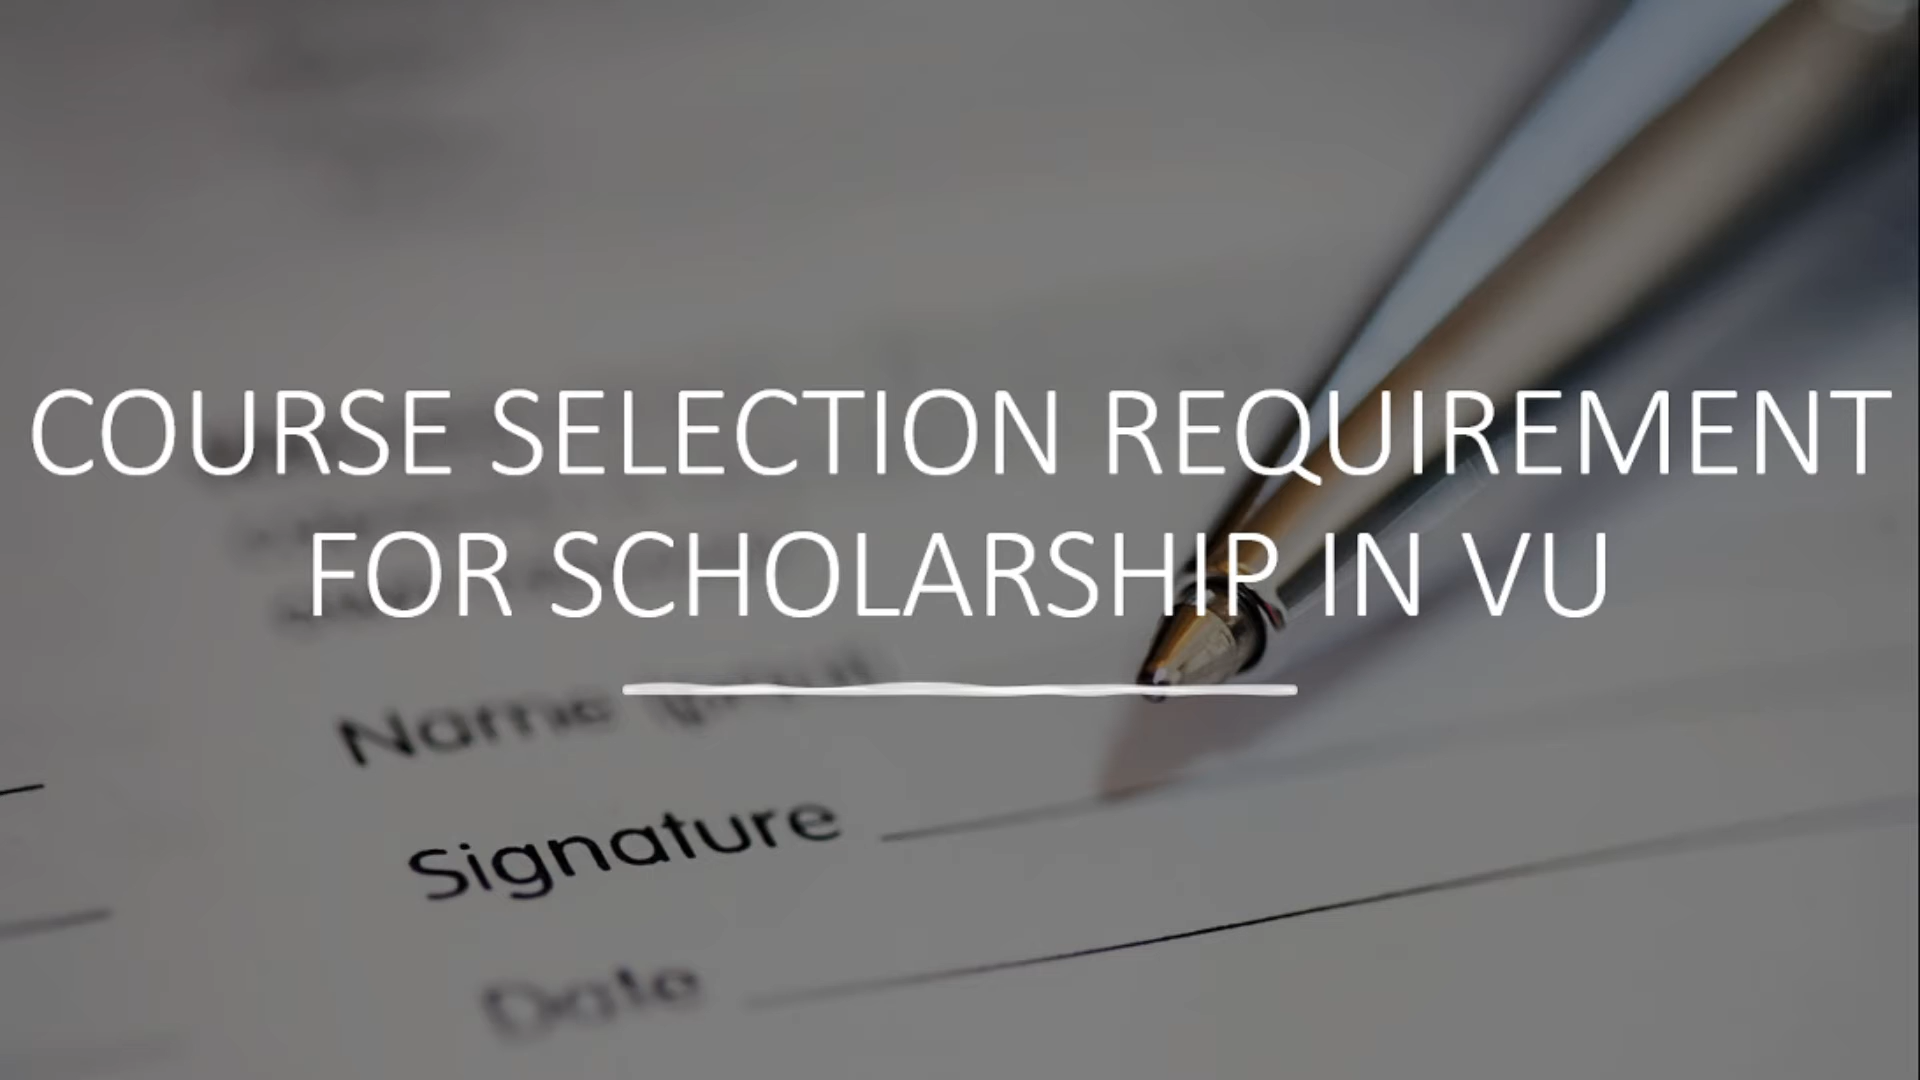 COURSE SELECTION REQUIREMENT
FOR SCHOLARSHIP IN VU
Name
Signature
Date